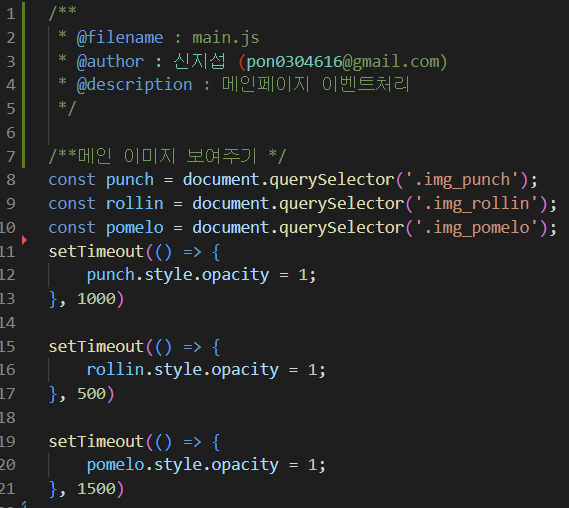 1 /**
2  * @filename : main.js
3  * @author : 신지섭 (pon0304616@gmail.com)
4  * @description : 메인페이지 이벤트처리
5  */
6
7 /**메인 이미지 보여주기 */
8 const punch = document.querySelector('.img_punch');
9 const rollin = document.querySelector('.img_rollin');
10 const pomelo = document.querySelector('.img_pomelo');
11 setTimeout(() => {
12     punch.style.opacity = 1;
13 }, 1000)
14
15 setTimeout(() => {
16     rollin.style.opacity = 1;
17 }, 500)
18
19 setTimeout(() => {
20     pomelo.style.opacity = 1;
21 }, 1500)